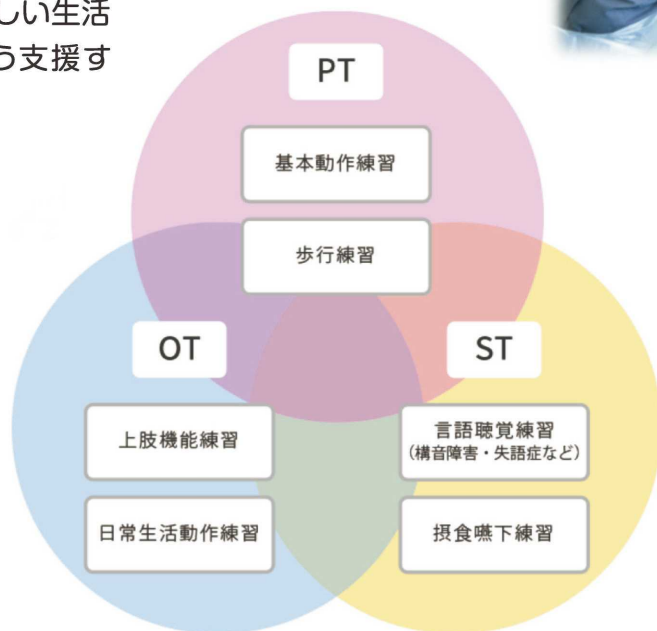 しい生活
う支援す
PT
基本動作練習
歩行練習
OT
ST
上肢機能練習
言語聴覚練習
(構音障害・失語症など)
日常生活動作練習
摂食嚥下練習